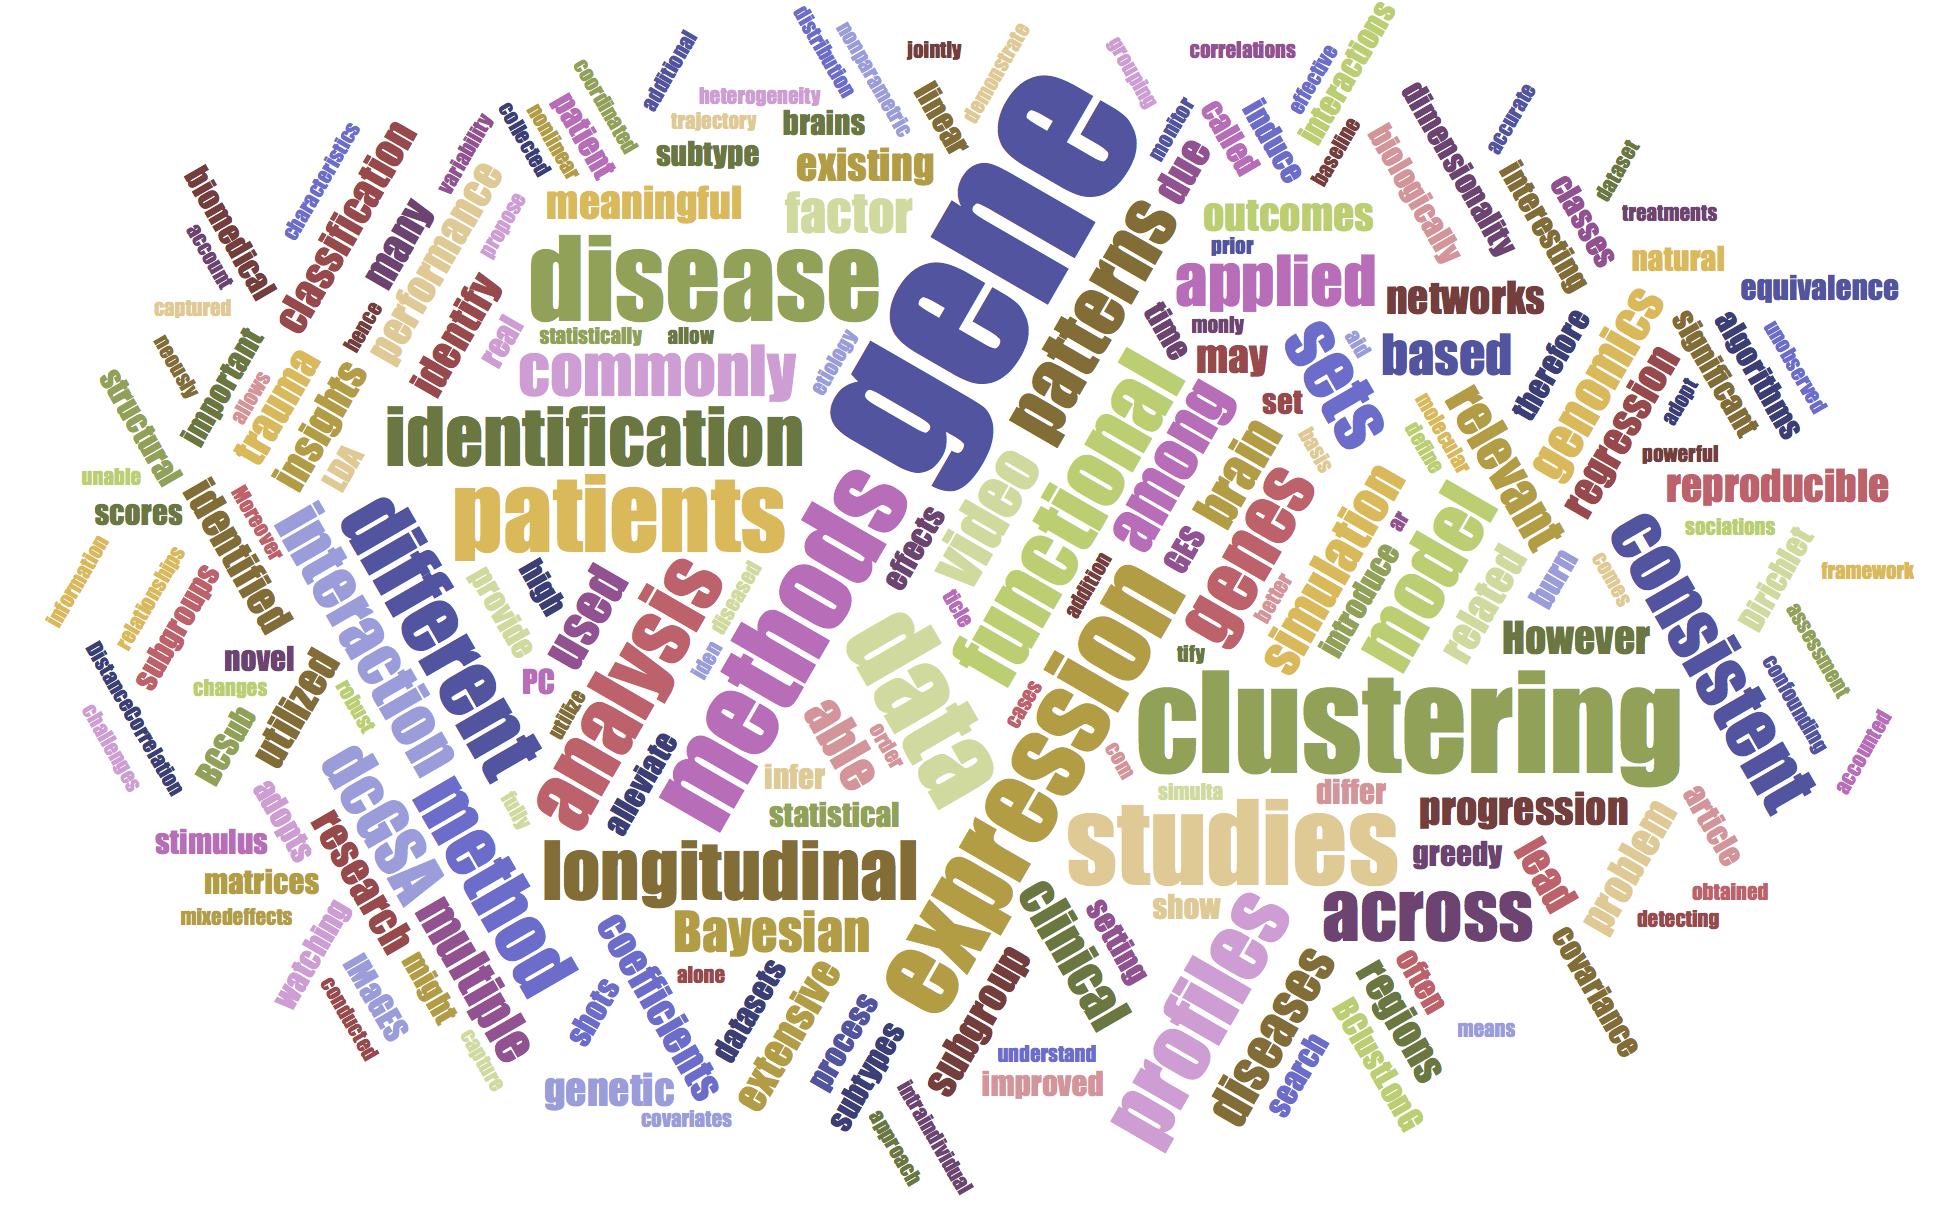 distribution
nonparametric
jointly
demonstrate
grouping
correlations
effective
interactions
additional
coordinated
heterogeneity
trajectory
brains
linear
gene
monitor
called
induce
baseline
biologically
dimensionality
accurate
dataset
characteristics
classification
variability
collected
nonlinear
patient
subtype
existing
due
interesting
classes
treatments
biomedical
account
many
performance
propose
meaningful
factor
patterns
outcomes
prior
natural
captured
hence
identify
real
disease
applied
networks
equivalence
neously
important
allows
trauma
insights
statistically
allow
commonly
etiology
time
monly
may
sets
aid
based
therefore
genomics
significant
algorithms
unobserved
structural
LDA
identification
functional
among
set
basis
brain
molecular
define
relevant
regression
adopt
powerful
unable
scores
identified
Moreover
interaction
different
patients
methods
effects
video
GES
genes
simulation
ar
model
reproducible
sociations
Dirichlet
framework
information
relationships
subgroups
high
provide
used
analysis
diseased
iden
ticle
addition
expression
better
introduce
related
burn
comes
consistent
assessment
However
confounding
accounted
DistanceCorrelation
challenges
novel
changes
BCSub
utilized
robust
PC
utilize
data
tify
cases
com
clustering
dcGSA
method
fully
alleviate
infer
able
order
statistical
simulta
differ
studies
progression
greedy
lead
problem
article
adopts
stimulus
matrices
mixedeffects
research
longitudinal
Bayesian
show
across
obtained
detecting
watching
IMaGES
conducted
might
multiple
capture
coefficients
shots
alone
datasets
extensive
process
subtypes
subgroup
clinical
setting
profiles
diseases
search
regions
often
BClustLonG
means
covariance
genetic
covariates
understand
improved
approach
intraindividual